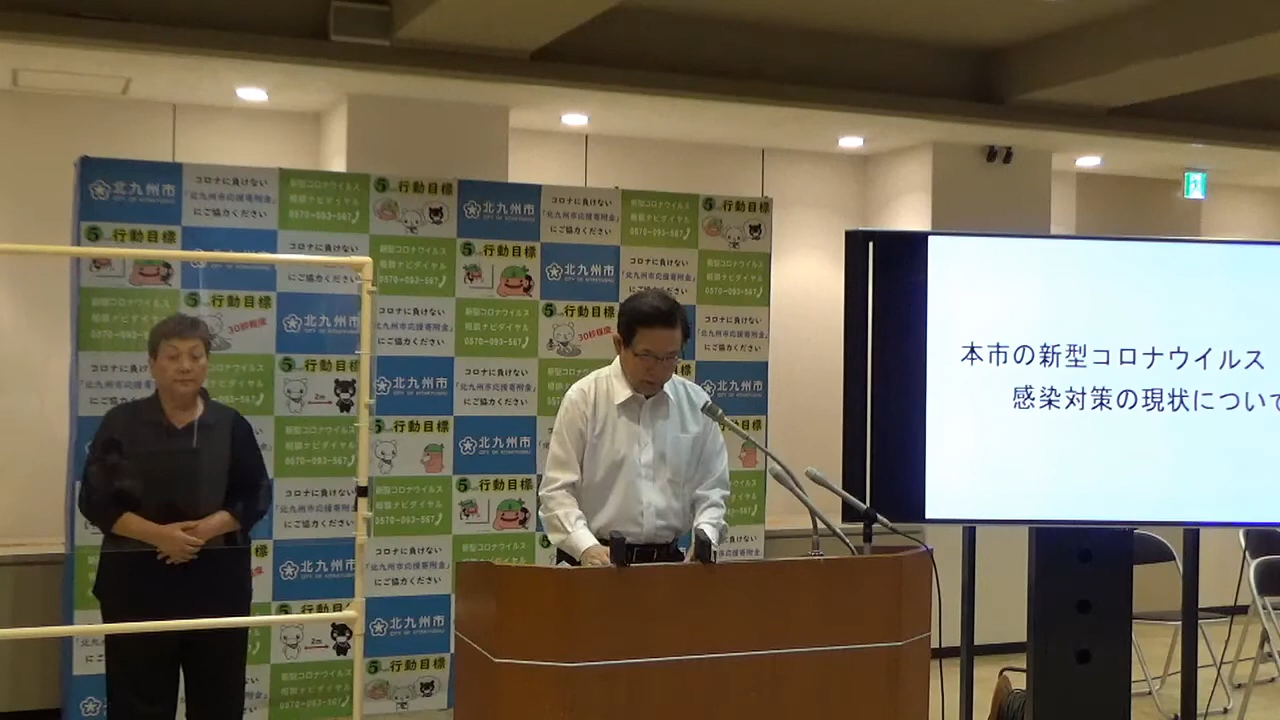 北九州市
CITY OF KITAKYUSHU
コロナに負けない
「北九州市応援寄附金」
にご協力ください
新型コロナウイルス
相談ナビダイヤル
0570-093-567
5つの行動目標
30秒程度
2m
本市の新型コロナウイルス
感染対策の現状について